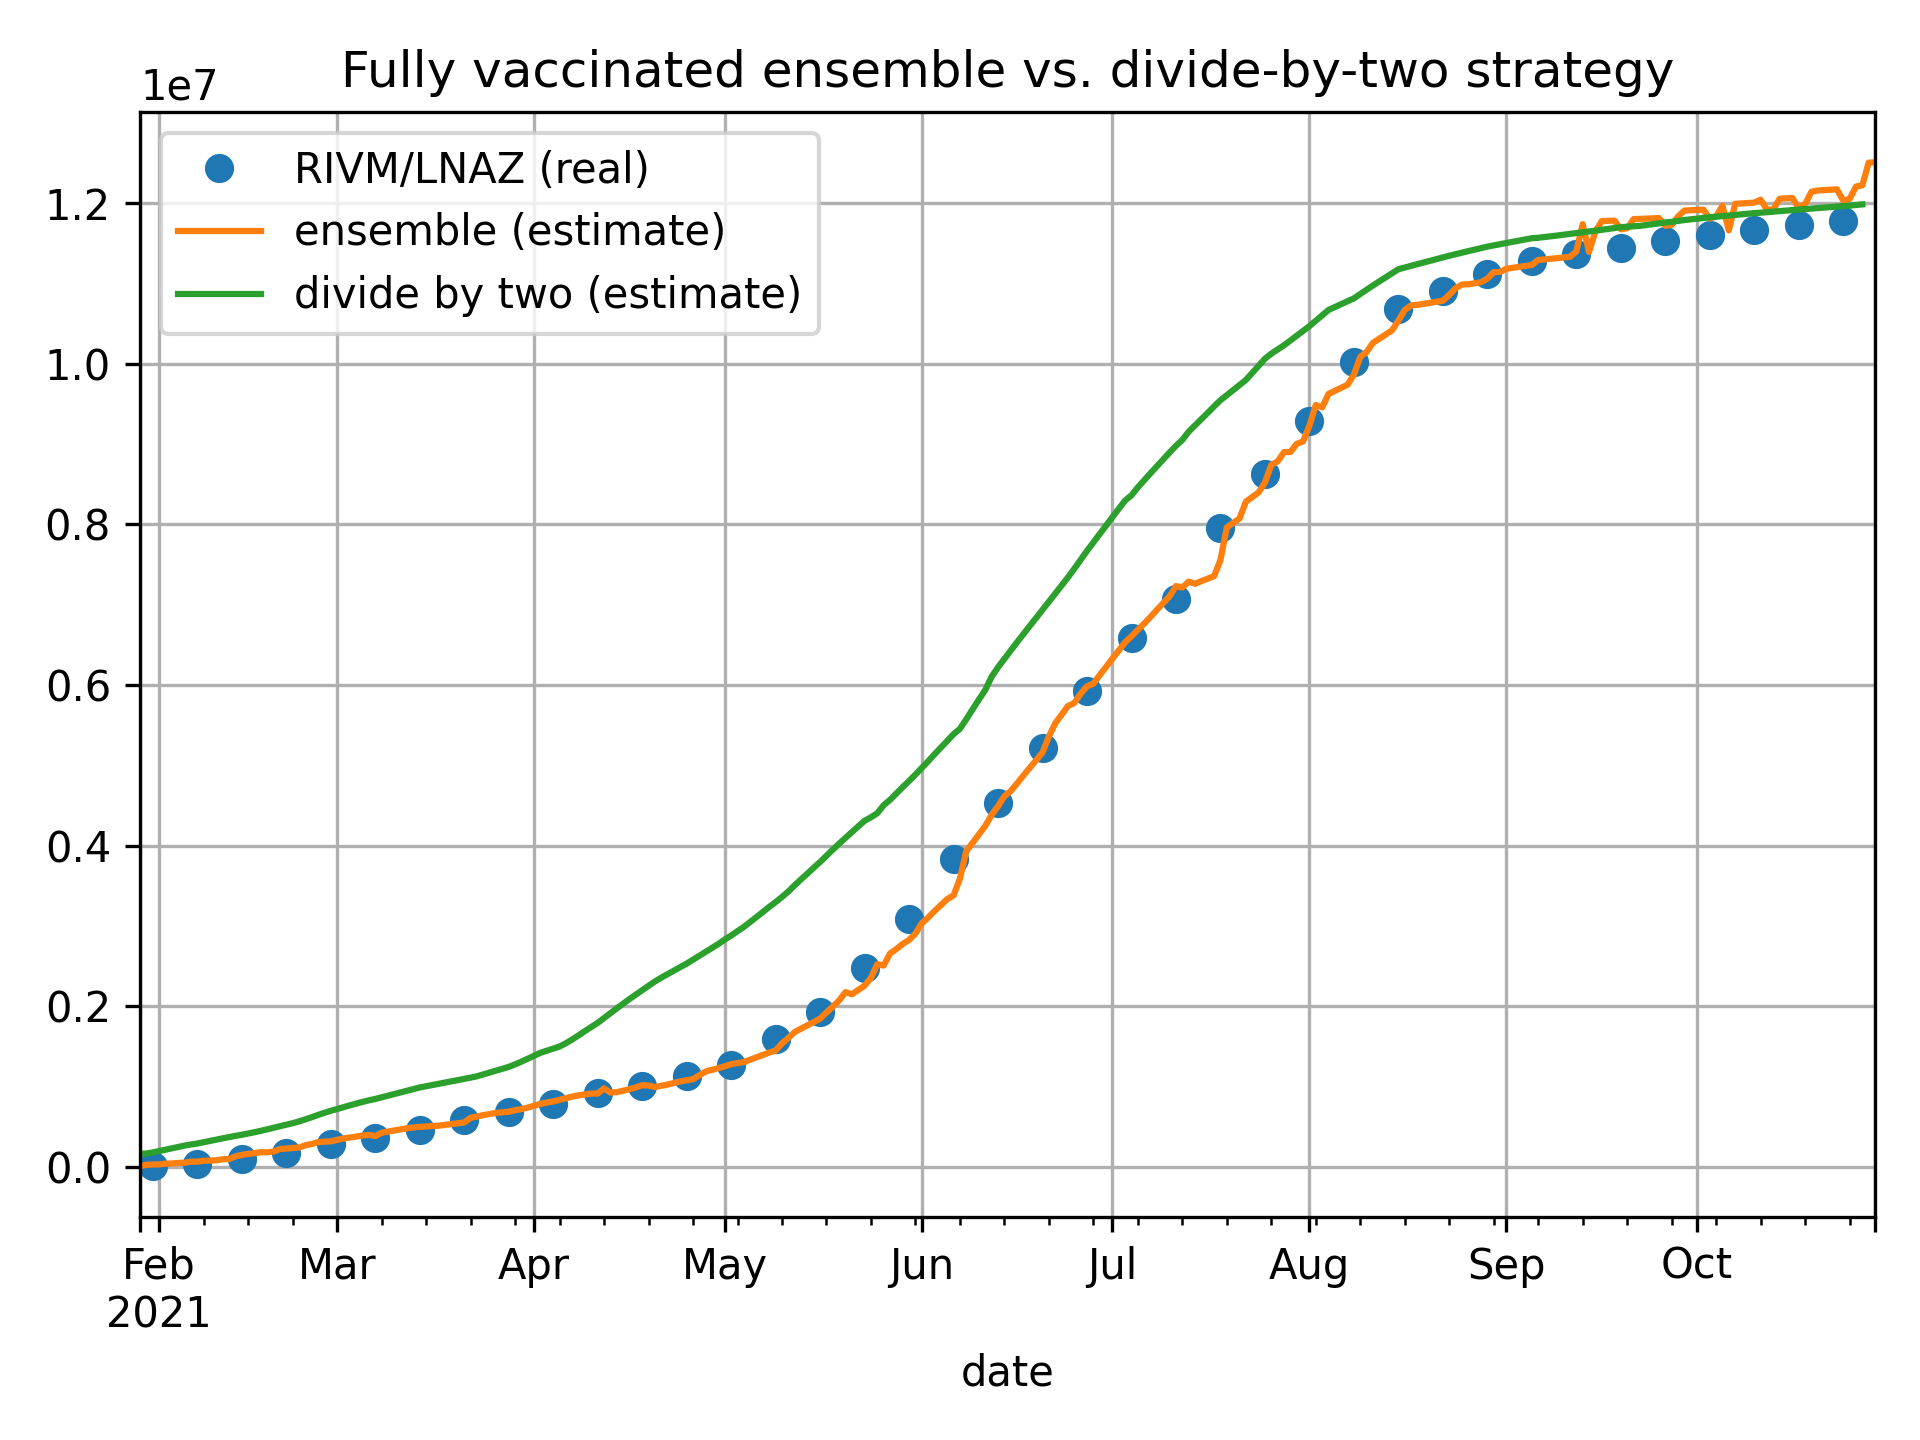 Fully vaccinated ensemble vs. divide-by-two strategy
1e7
RIVM/LNAZ (real)
ensemble (estimate)
divide by two (estimate)
1.2
1.0
0.8
0.6
0.4
0.2
0.0
Feb Mar Apr May Jun Jul Aug Sep Oct
2021
date